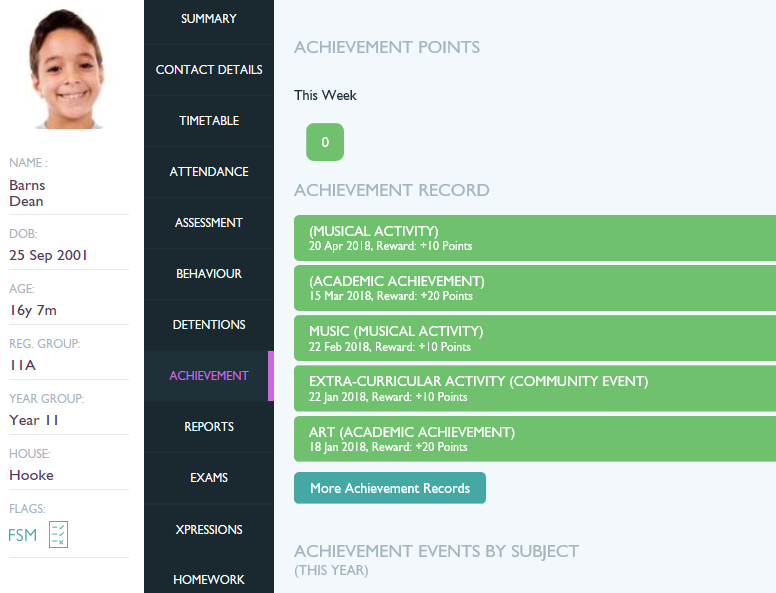 NAME :
Barns
Dean
DOB:
25 Sep 2001
AGE:
16y 7m
REG. GROUP:
11A
YEAR GROUP:
Year 11
HOUSE:
Hooke
FLAGS:
FSM
SUMMARY
CONTACT DETAILS
TIMETABLE
ATTENDANCE
ASSESSMENT
BEHAVIOUR
DETENTIONS
ACHIEVEMENT
REPORTS
EXAMS
XPRESSIONS
HOMEWORK
ACHIEVEMENT POINTS
This Week
0
ACHIEVEMENT RECORD
(MUSICAL ACTIVITY)
20 Apr 2018, Reward: +10 Points
(ACADEMIC ACHIEVEMENT)
15 Mar 2018, Reward: +20 Points
MUSIC (MUSICAL ACTIVITY)
22 Feb 2018, Reward: +10 Points
EXTRA-CURRICULAR ACTIVITY (COMMUNITY EVENT)
22 Jan 2018, Reward: +10 Points
ART (ACADEMIC ACHIEVEMENT)
18 Jan 2018, Reward: +20 Points
More Achievement Records
ACHIEVEMENT EVENTS BY SUBJECT
(THIS YEAR)